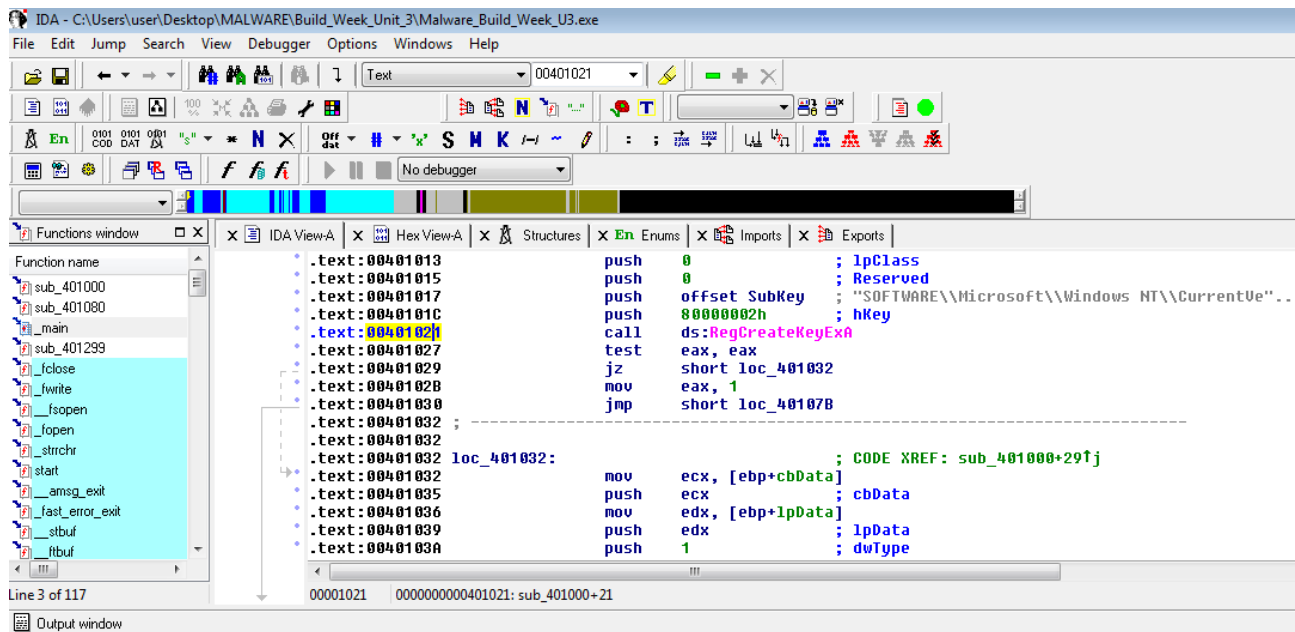 IDA - C:\Users\user\Desktop\MALWARE\Build_Week_Unit_3\Malware_Build_Week_U3.exe
File Edit Jump Search View Debugger Options Windows Help
Text 00401021
No debugger
Functions window
IDA View-A Hex View-A Structures En Enums Imports Exports
Function name
sub_401000
sub_401080
_main
sub_401299
_fclose
_fwrite
__fsopen
_fopen
_strrchr
start
__amsg_exit
_fast_error_exit
__stbuf
__ftbuf
.text:00401013 push 0 ; lpClass
.text:00401015 push 0 ; Reserved
.text:00401017 push offset SubKey ; "SOFTWARE\\Microsoft\\Windows NT\\CurrentVe"...
.text:0040101C push 80000002h ; hKey
.text:00401021 call ds:RegCreateKeyExA
.text:00401027 test eax, eax
.text:00401029 jz short loc_401032
.text:0040102B mov eax, 1
.text:00401030 jmp short loc_40107B
.text:00401032 ; ---------------------------------------------------------------------------
.text:00401032
.text:00401032 loc_401032: ; CODE XREF: sub_401000+29↑j
.text:00401032 mov ecx, [ebp+cbData]
.text:00401035 push ecx ; cbData
.text:00401036 mov edx, [ebp+lpData]
.text:00401039 push edx ; lpData
.text:0040103A push 1 ; dwType
Line 3 of 117
00001021 0000000000401021: sub_401000+21
Output window